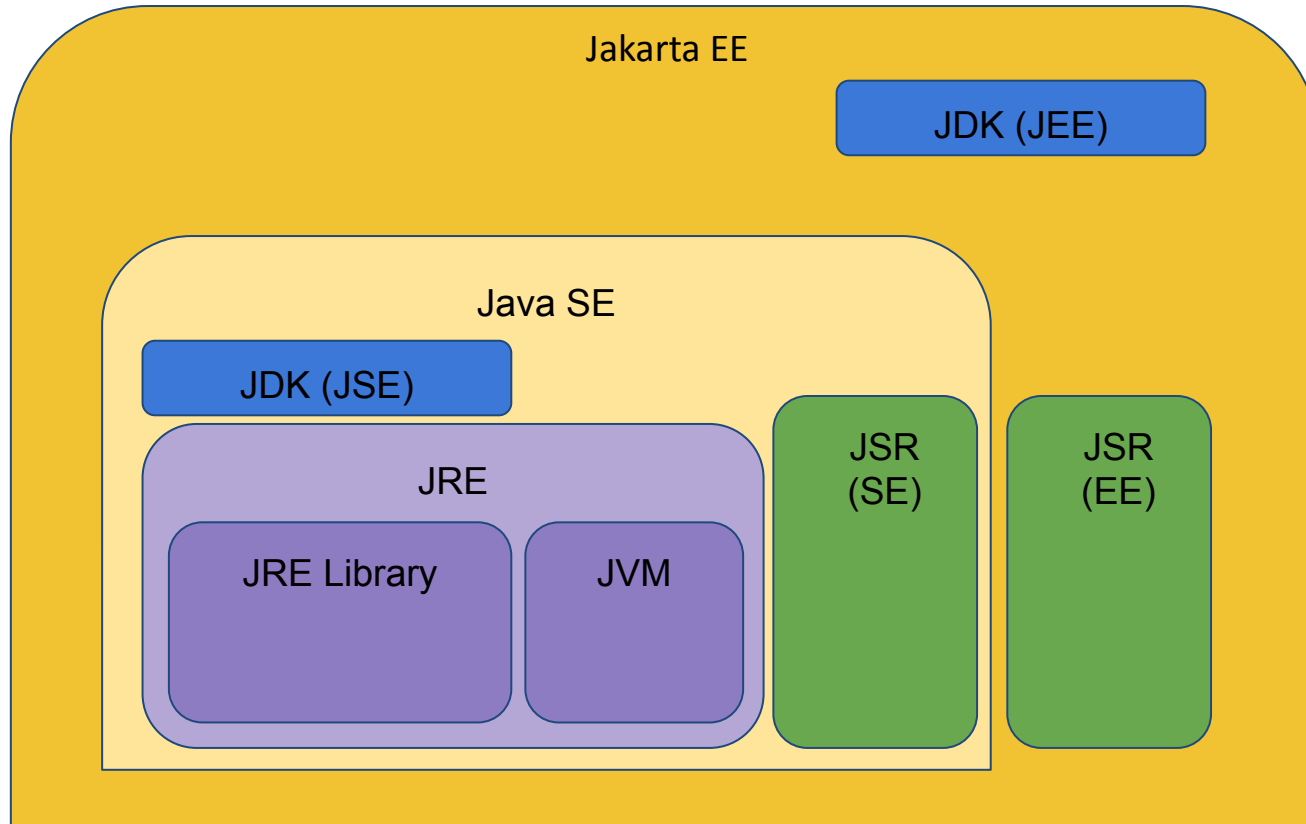 Jakarta EE
JDK (JEE)
Java SE
JDK (JSE)
JSR
(SE)
JSR
(EE)
JRE
JRE Library
JVM